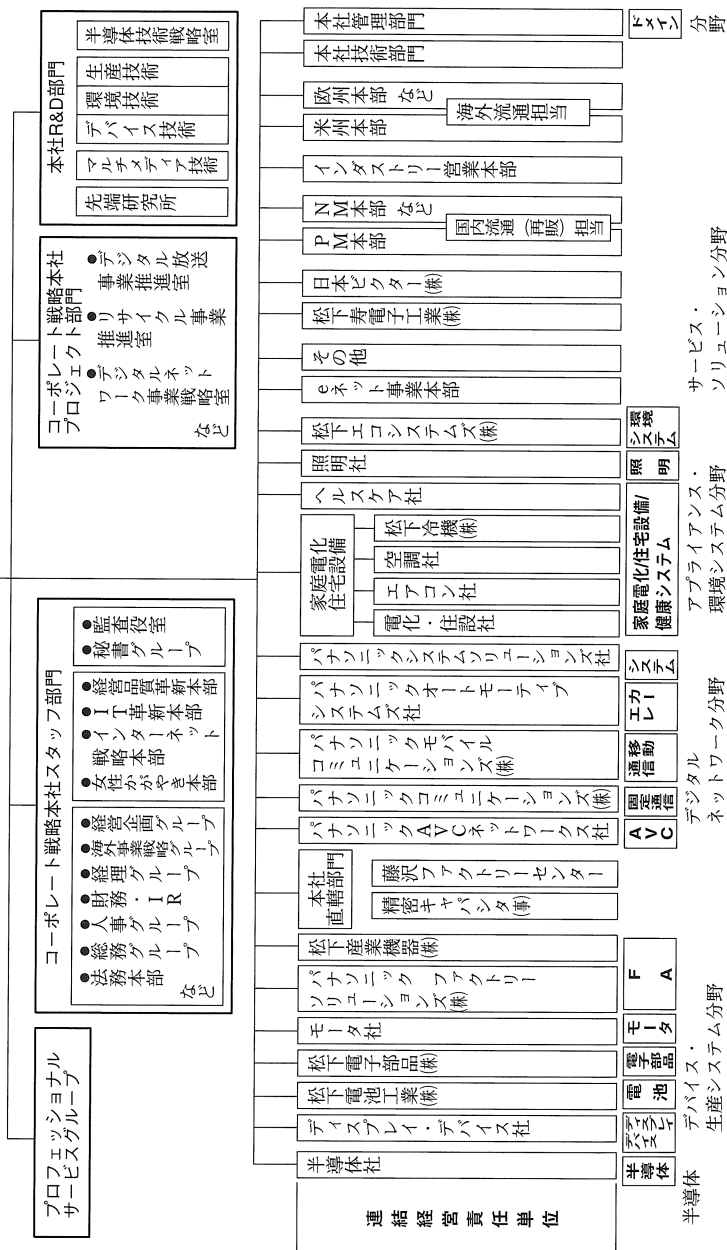 プロフェッショナル
サービスグループ
コーポレート戦略本社スタッフ部門
●法務本部
●総務グループ
●人事グループ
●財務・IR
●経理グループ
●海外事業戦略グループ
●経営企画グループ
など
●女性かがやき本部
●インターネット
戦略本部
●IT革新本部
●経営品質革新本部
●秘書グループ
●監査役室
コーポレート戦略本社
プロジェクト部門
●デジタルネット
ワーク事業戦略室
●リサイクル事業
推進室
●デジタル放送
事業推進室
など
本社R&D部門
先端研究所
マルチメディア技術
デバイス技術
環境技術
生産技術
半導体技術戦略室
連結経営責任単位
半導体社
ディスプレイ・デバイス社
松下電池工業㈱
松下電子部品㈱
モータ社
パナソニック ファクトリー
ソリューションズ㈱
松下産業機器㈱
本社
直轄部門
精密キャパシタ(事)
藤沢ファクトリーセンター
パナソニックAVCネットワークス社
パナソニックコミュニケーションズ㈱
パナソニックモバイル
コミュニケーションズ㈱
パナソニックオートモーティブ
システムズ社
パナソニックシステムソリューションズ社
家庭電化
住宅設備
電化・住設社
エアコン社
空調社
松下冷機㈱
ヘルスケア社
照明社
松下エコシステムズ㈱
eネット事業本部
その他
松下寿電子工業㈱
日本ビクター㈱
PM本部
NM本部 など
国内流通(再販)担当
インダストリー営業本部
米州本部
欧州本部 など
海外流通担当
本社技術部門
本社管理部門
半導体
ディスプレイ
デバイス
電池
電子部品
モータ
FA
AVC
固定通信
移動
通信
カー
エレ
システム
家庭電化/住宅設備/
健康システム
照明
環境
システム
ドメイン
半導体
デバイス・
生産システム分野
デジタル
ネットワーク分野
アプライアンス・
環境システム分野
サービス・
ソリューション分野
分野